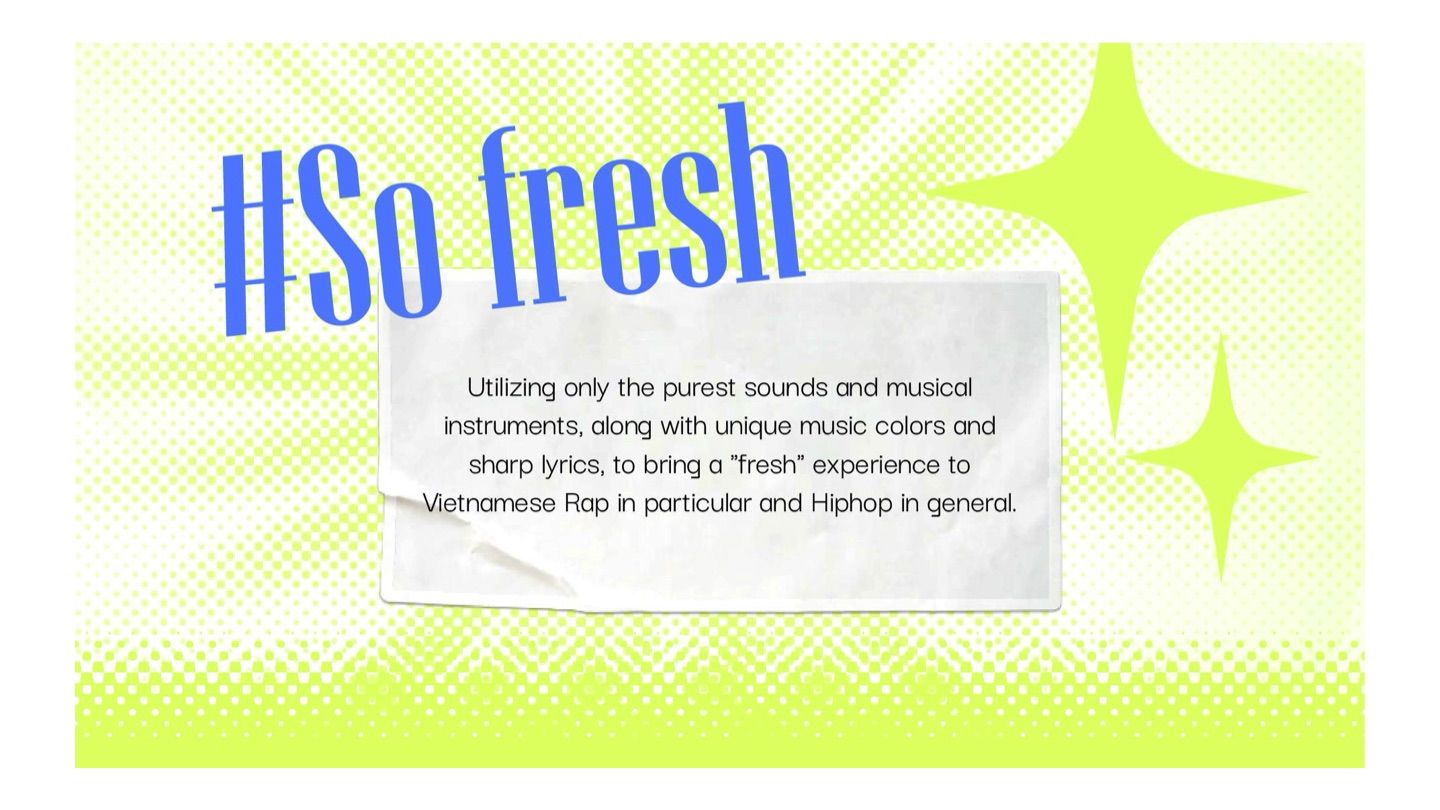 #So fresh
Utilizing only the purest sounds and musical
instruments, along with unique music colors and
sharp lyrics, to bring a ”fresh” experience to
Vietnamese Rap in particular and Hiphop in general.